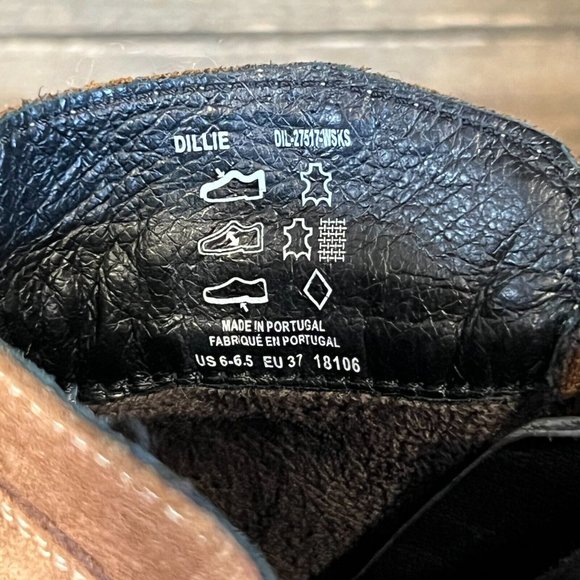 DILLIE DIL-27517-WSKS
MADE IN PORTUGAL
FABRIQUÉ EN PORTUGAL
US 6-6.5 EU 37 18106